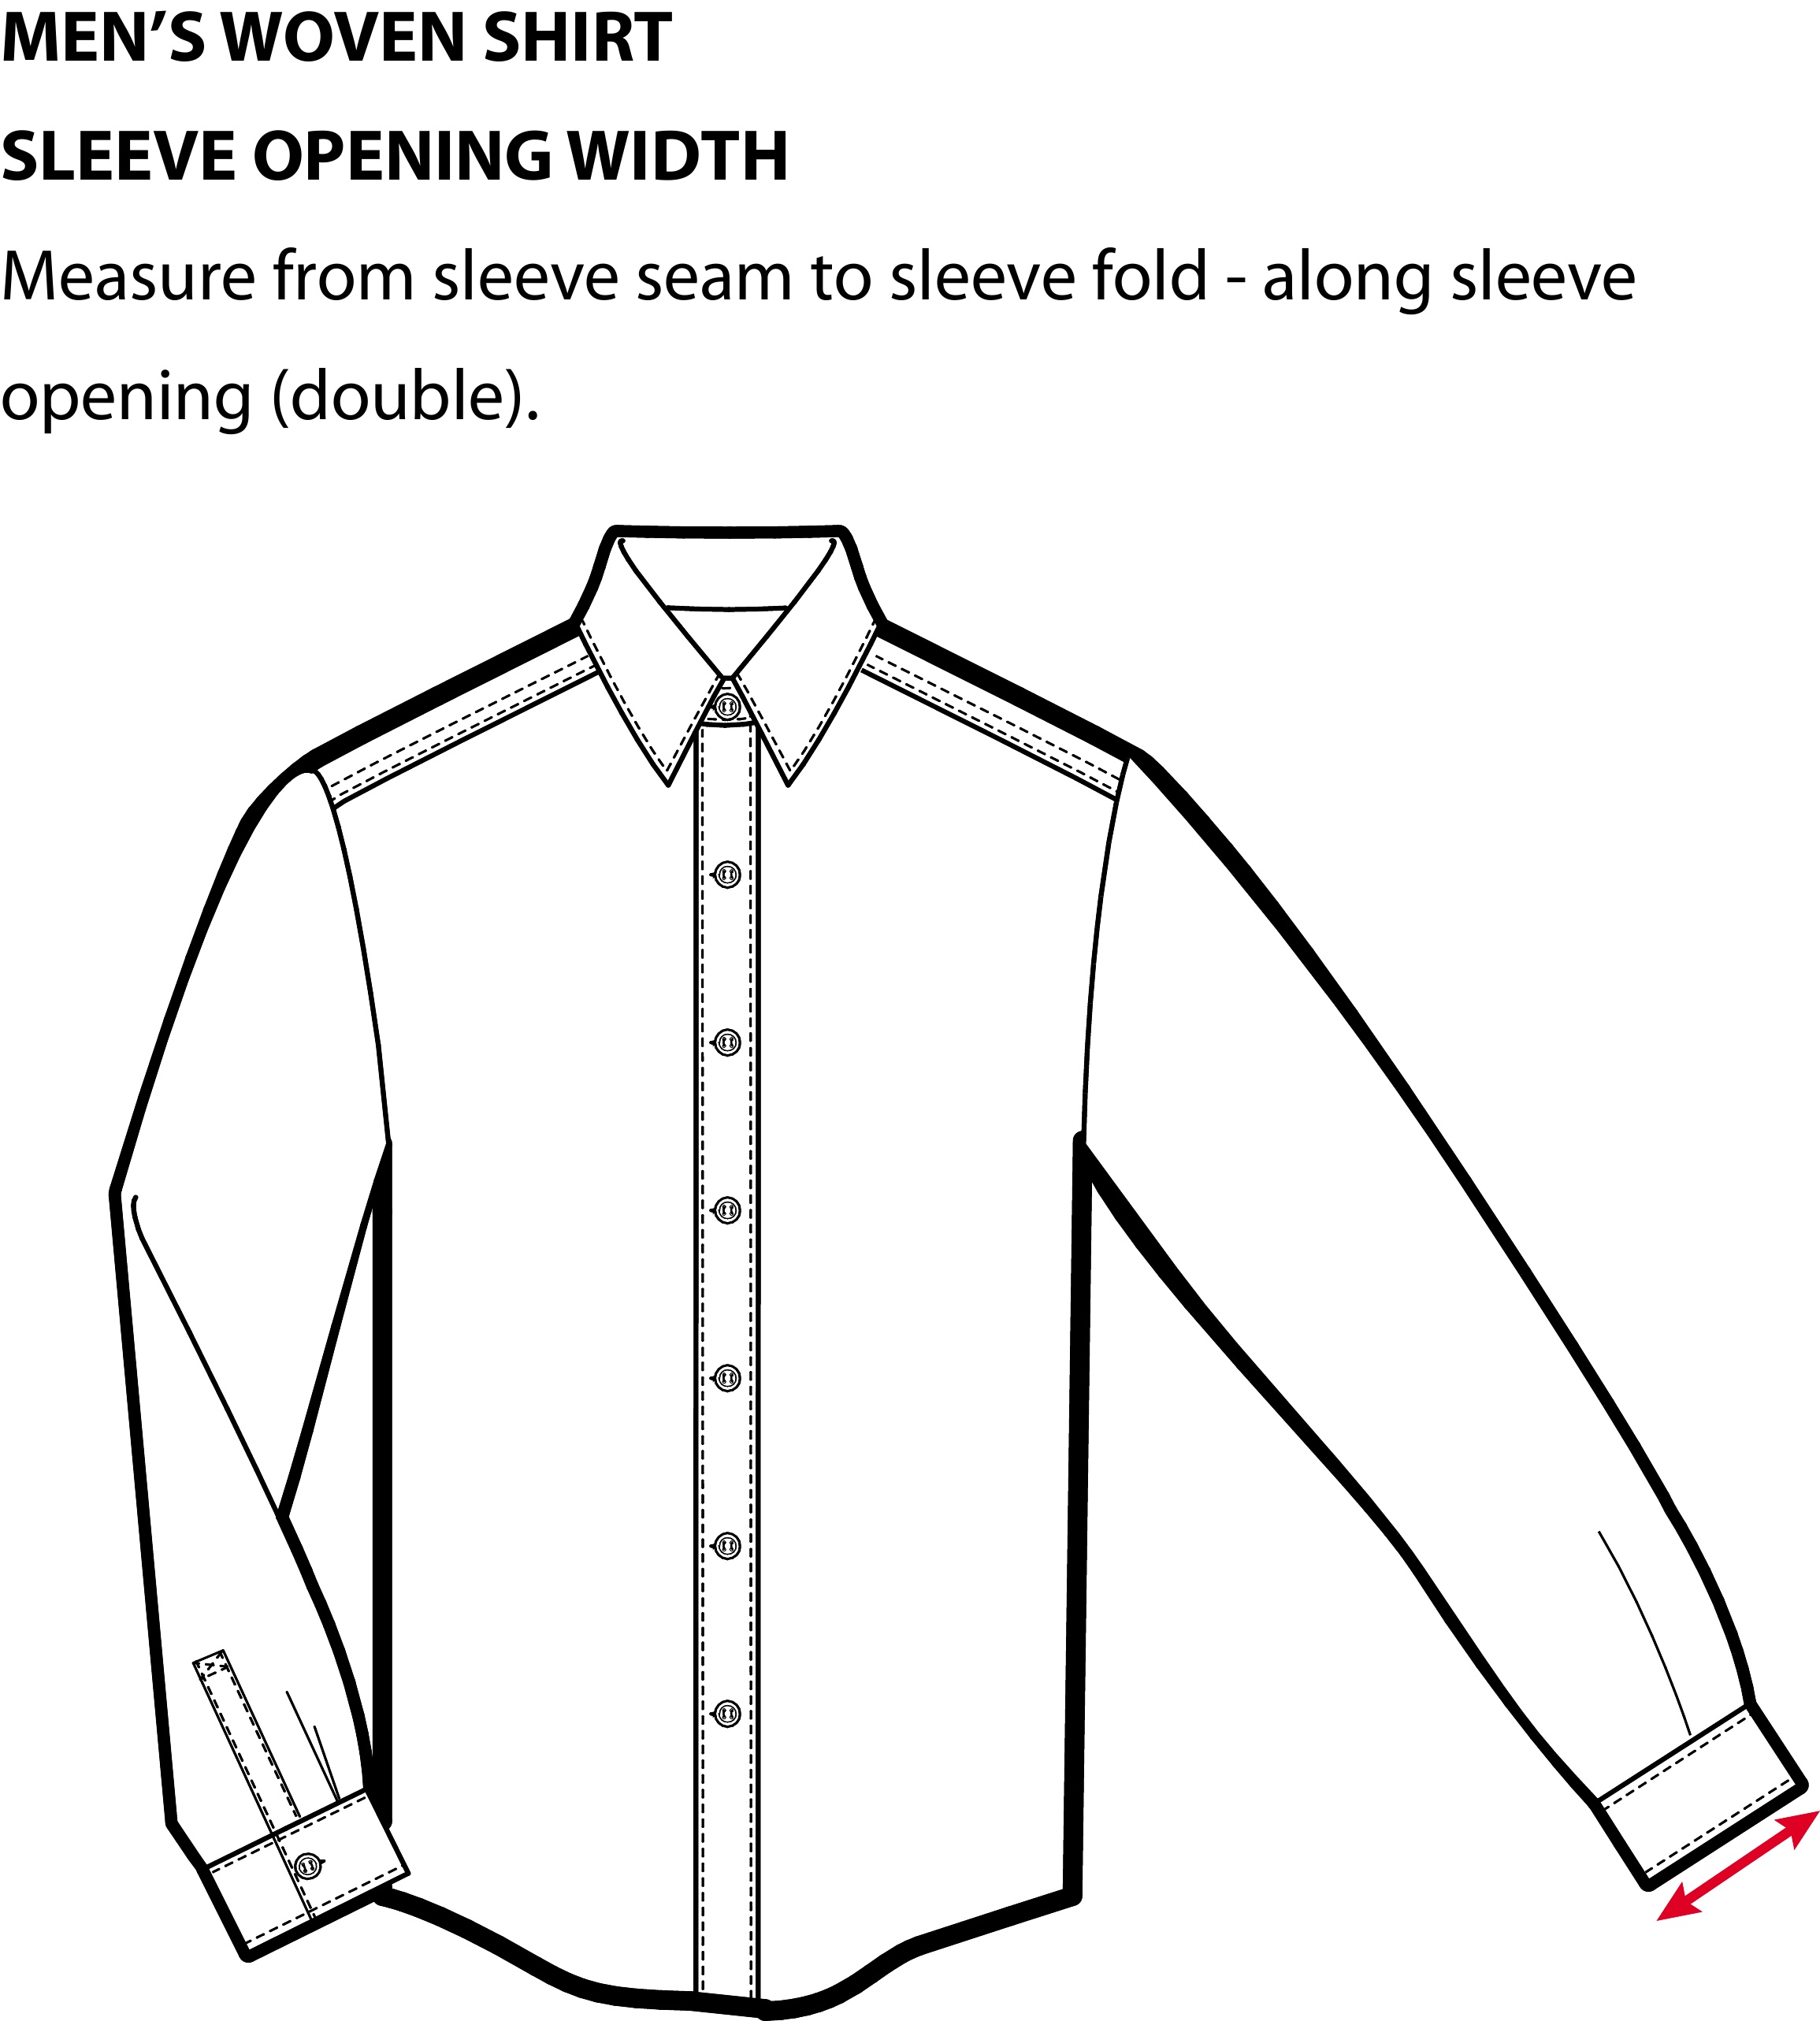 MEN’S WOVEN SHIRT
SLEEVE OPENING WIDTH
Measure from sleeve seam to sleeve fold - along sleeve
opening (double).